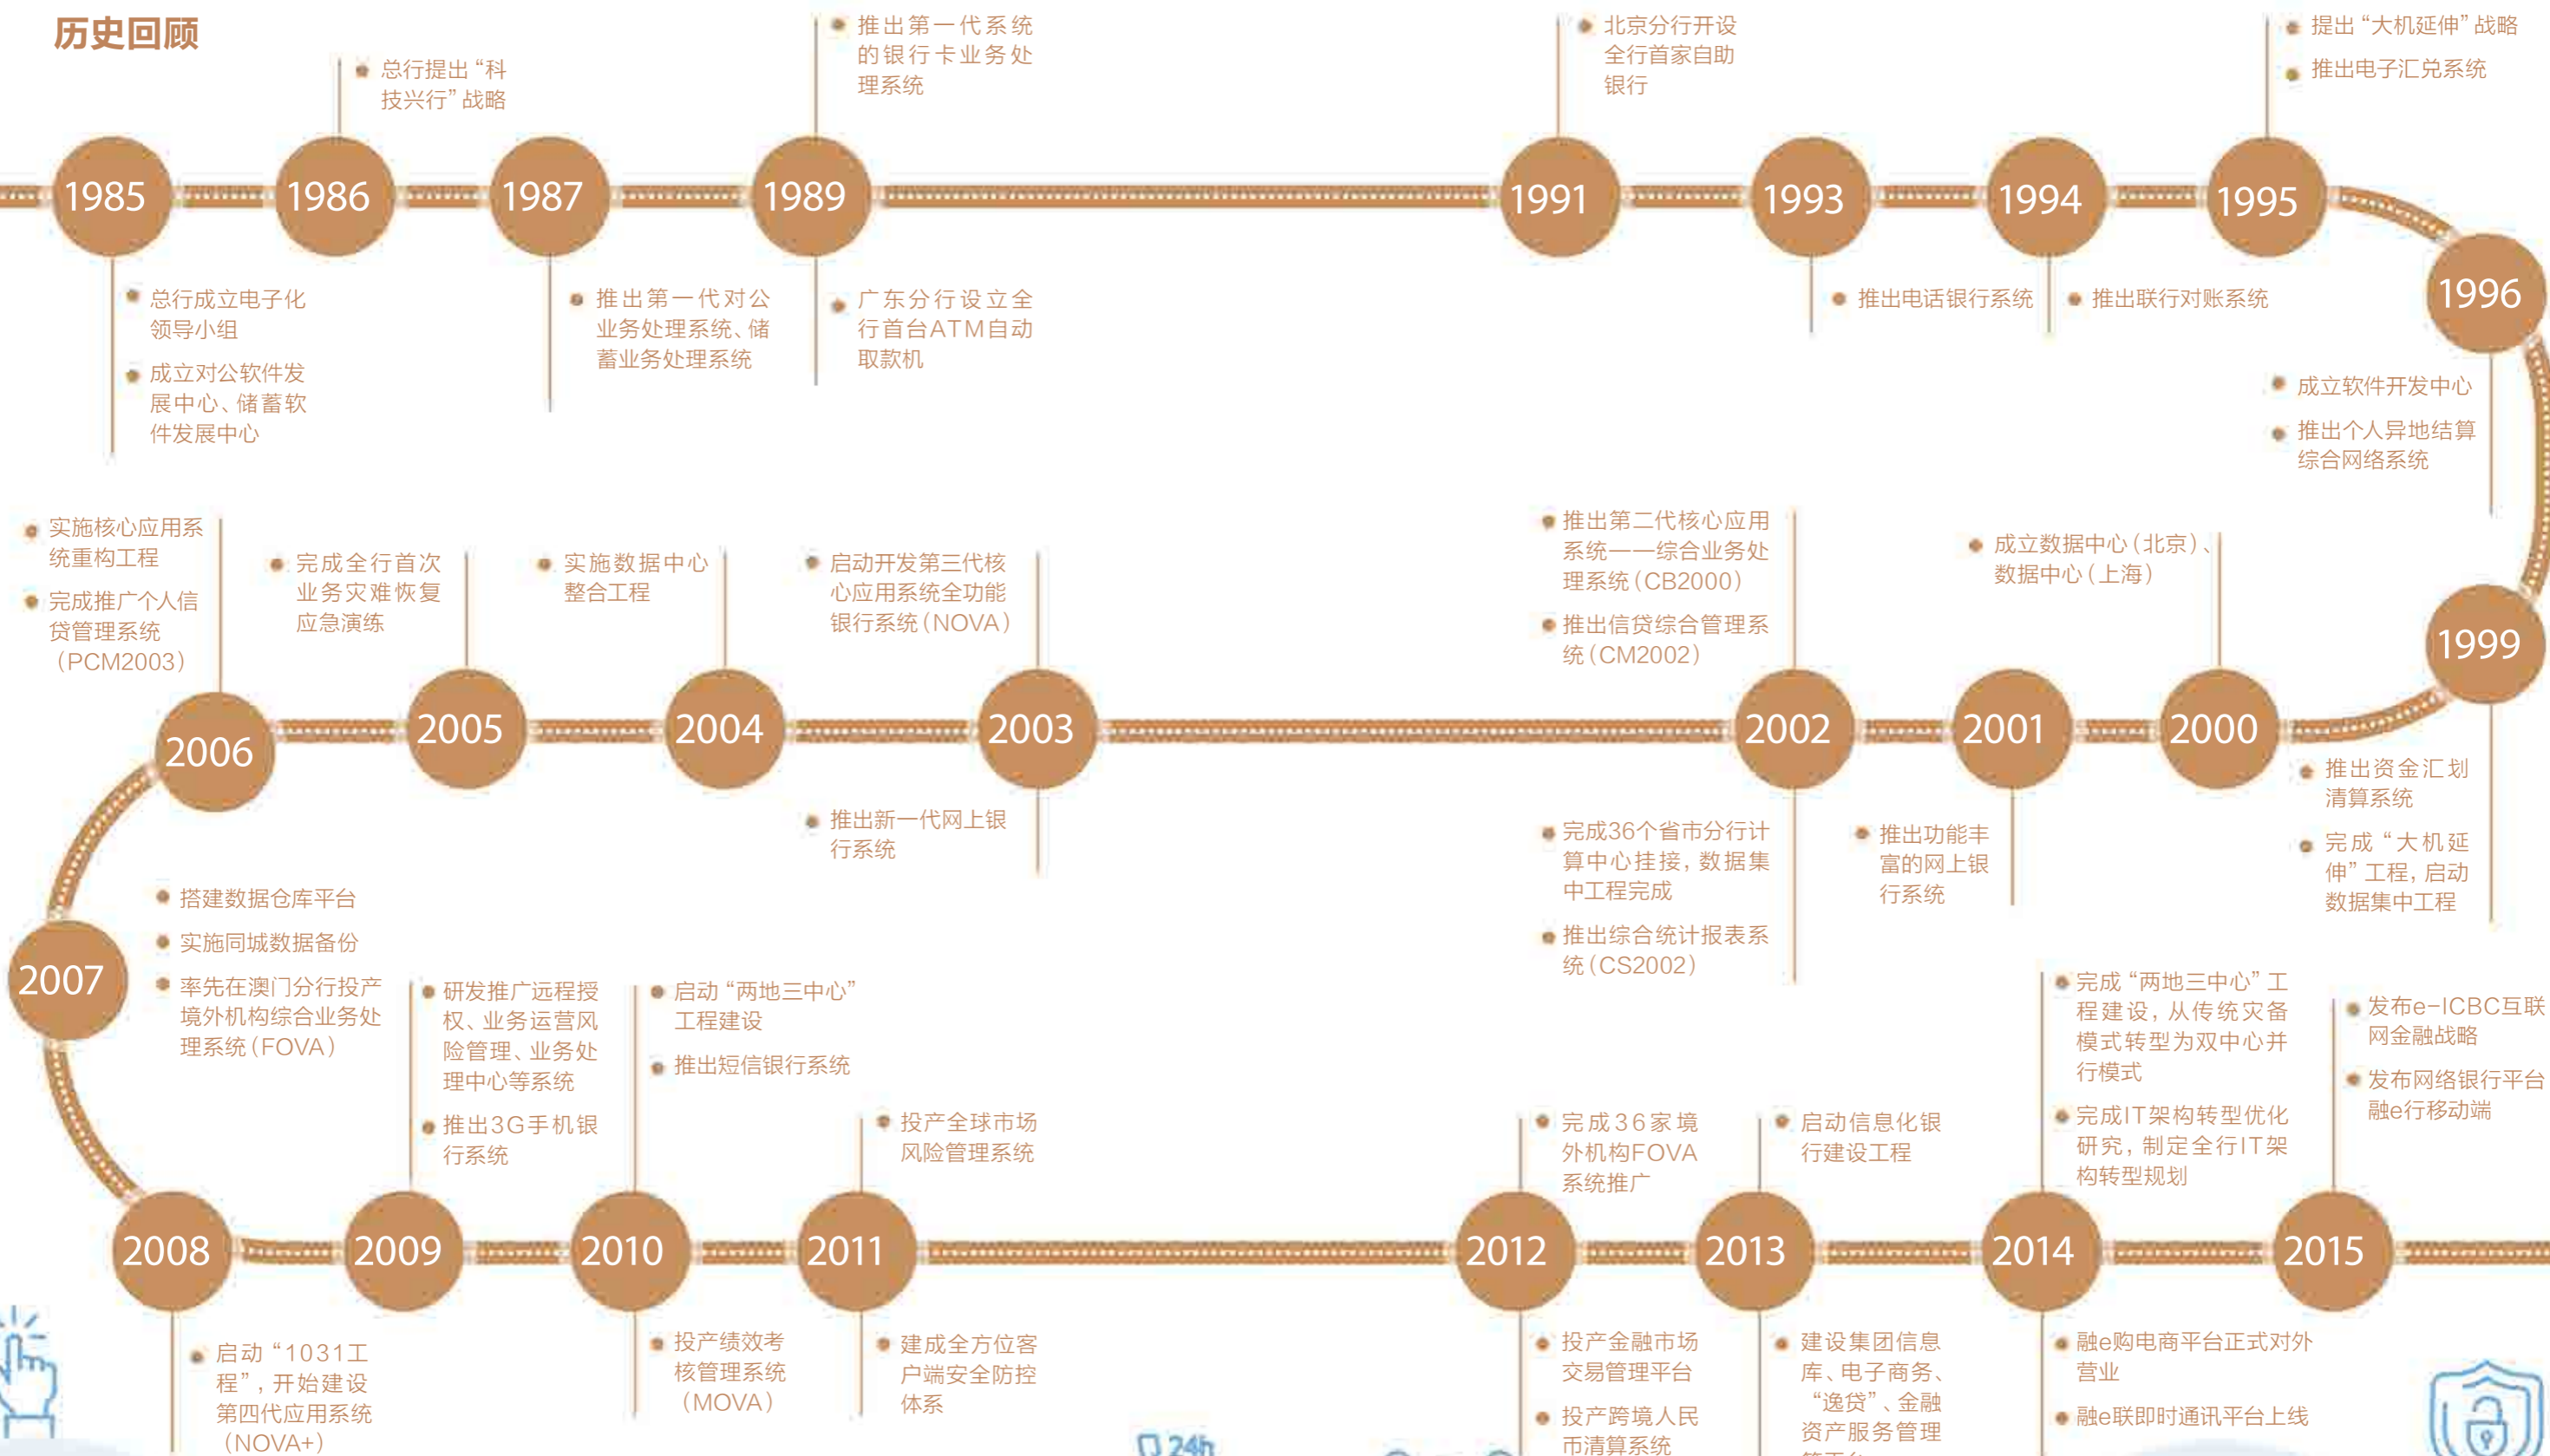 历史回顾
1985
总行成立电子化
领导小组
成立对公软件发
展中心、储蓄软
件发展中心
1986
总行提出“科
技兴行”战略
1987
推出第一代对公
业务处理系统、储
蓄业务处理系统
1989
推出第一代系统
的银行卡业务处
理系统
广东分行设立全
行首台ATM自动
取款机
1991
北京分行开设
全行首家自助
银行
1993
推出电话银行系统
1994
推出联行对账系统
1995
提出“大机延伸”战略
推出电子汇兑系统
1996
成立软件开发中心
推出个人异地结算
综合网络系统
1999
推出资金汇划
清算系统
完成“大机延
伸”工程，启动
数据集中工程
2000
成立数据中心（北京）、
数据中心（上海）
2001
推出功能丰
富的网上银
行系统
2002
推出第二代核心应用
系统——综合业务处
理系统（CB2000）
推出信贷综合管理系
统（CM2002）
完成36个省市分行计
算中心挂接，数据集
中工程完成
推出综合统计报表系
统（CS2002）
2003
启动开发第三代核
心应用系统全功能
银行系统（NOVA）
推出新一代网上银
行系统
2004
实施数据中心
整合工程
2005
完成全行首次
业务灾难恢复
应急演练
2006
实施核心应用系
统重构工程
完成推广个人信
贷管理系统
（PCM2003）
2007
搭建数据仓库平台
实施同城数据备份
率先在澳门分行投产
境外机构综合业务处
理系统（FOVA）
2008
启动“1031工
程”，开始建设
第四代应用系统
（NOVA+）
2009
研发推广远程授
权、业务运营风
险管理、业务处
理中心等系统
推出3G手机银
行系统
2010
启动“两地三中心”
工程建设
推出短信银行系统
投产绩效考
核管理系统
（MOVA）
2011
投产全球市场
风险管理系统
建成全方位客
户端安全防控
体系
2012
完成36家境
外机构FOVA
系统推广
投产金融市场
交易管理平台
投产跨境人民
币清算系统
2013
启动信息化银
行建设工程
建设集团信息
库、电子商务、
“逸贷”、金融
资产服务管理
2014
完成“两地三中心”工
程建设，从传统灾备
模式转型为双中心并
行模式
完成IT架构转型优化
研究，制定全行IT架
构转型规划
融e购电商平台正式对外
营业
融e联即时通讯平台上线
2015
发布e-ICBC互联
网金融战略
发布网络银行平台
融e行移动端
24h